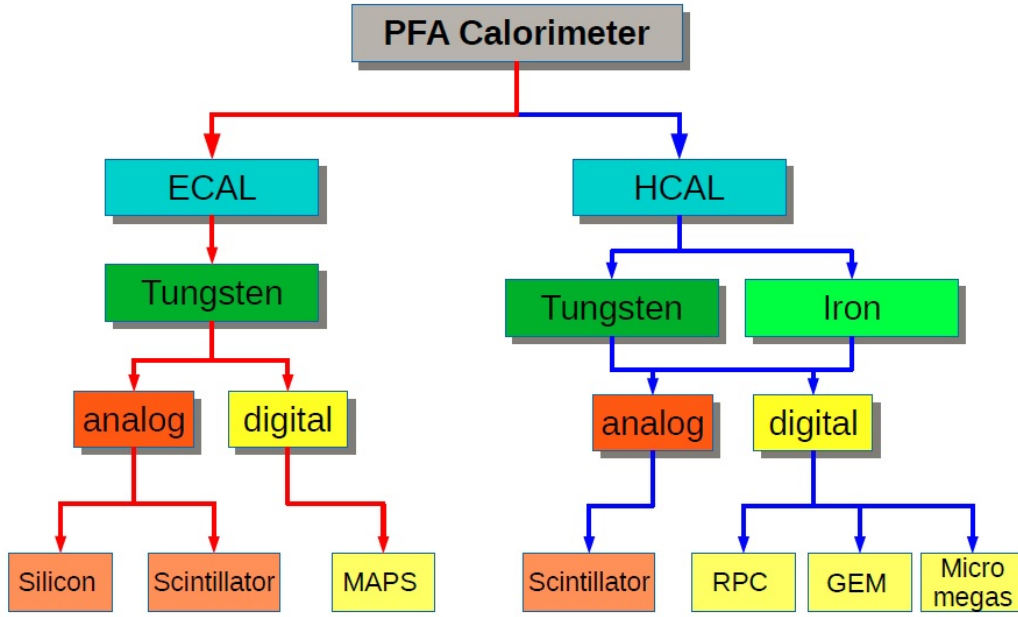 PFA Calorimeter
ECAL
HCAL
Tungsten
Tungsten
Iron
analog
digital
analog
digital
Silicon
Scintillator
MAPS
Scintillator
RPC
GEM
Micro
megas